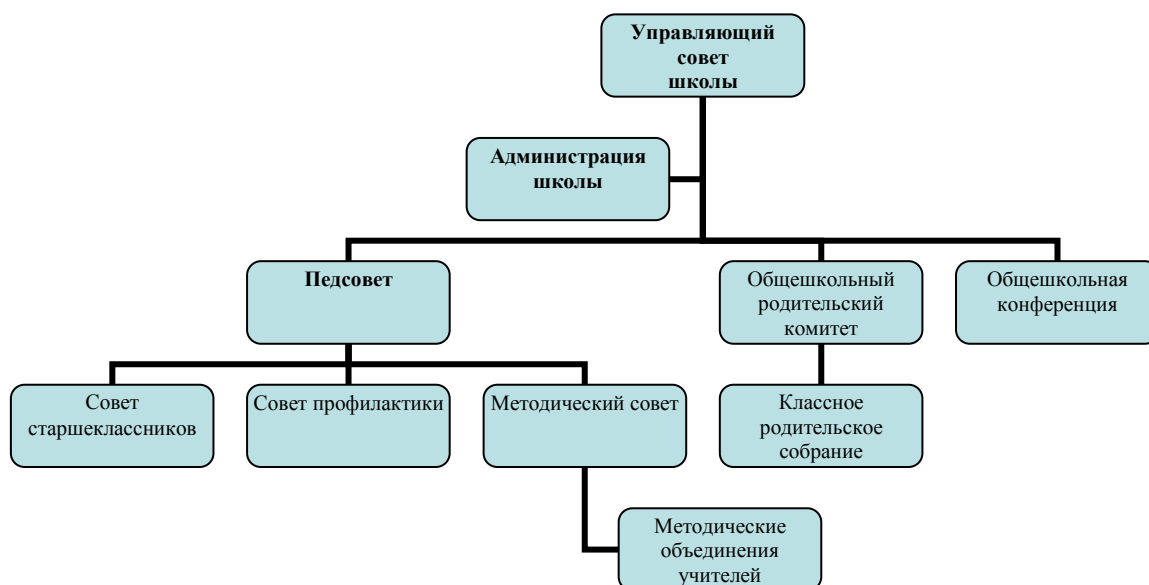 Управляющий
совет
школы
Администрация
школы
Педсовет
Общешкольный
родительский
комитет
Общешкольная
конференция
Совет
старшеклассников
Совет профилактики
Методический совет
Классное
родительское
собрание
Методические
объединения
учителей